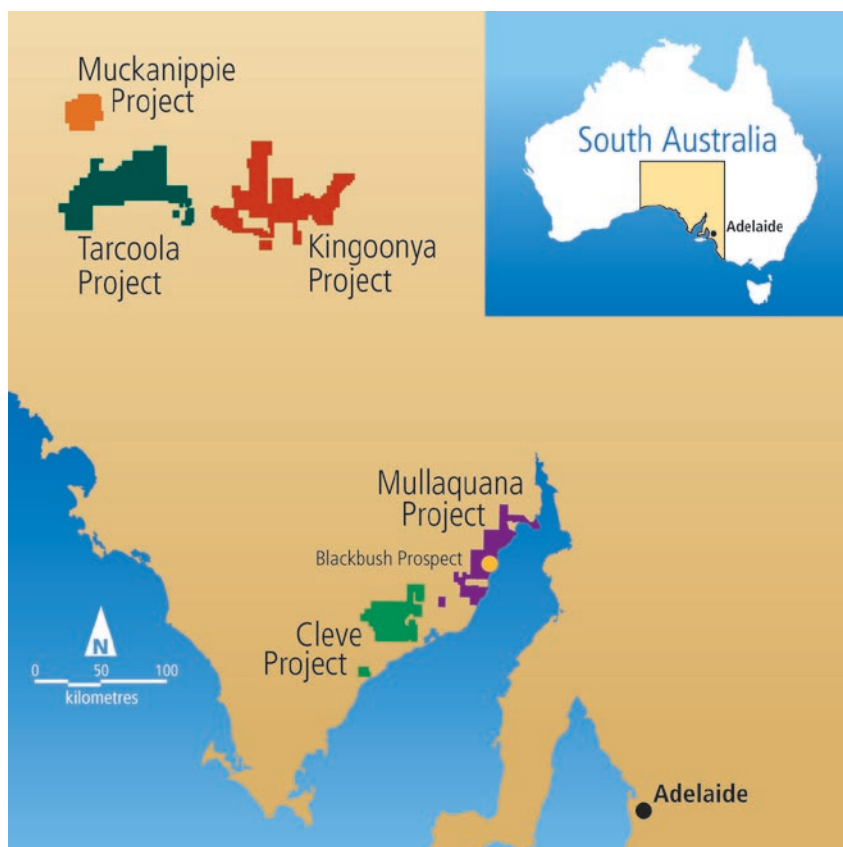 Muckanippie
Project
Tarcoola
Project
Kingoonya
Project
South Australia
Adelaide
Mullaquana
Project
Blackbush Prospect
Cleve
Project
N
0 50 100
kilometres
Adelaide